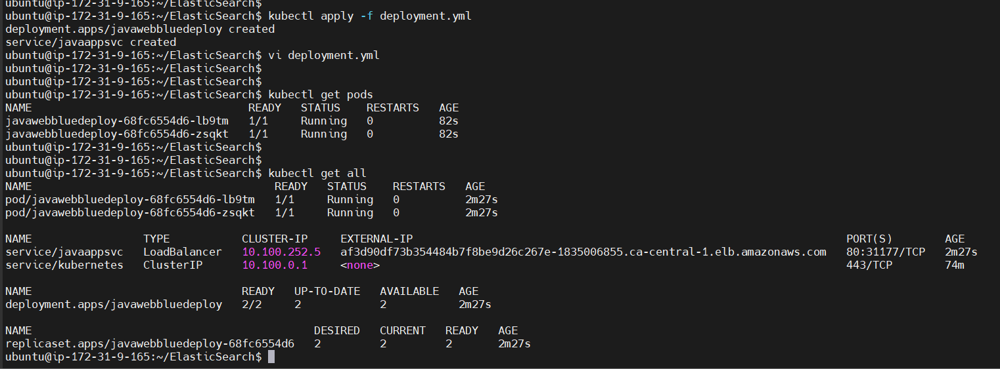 ubuntu@ip-172-31-9-165:~/ElasticSearch$
ubuntu@ip-172-31-9-165:~/ElasticSearch$ kubectl apply -f deployment.yml
deployment.apps/javawebbluedeploy created
service/javaappsvc created
ubuntu@ip-172-31-9-165:~/ElasticSearch$ vi deployment.yml
ubuntu@ip-172-31-9-165:~/ElasticSearch$
ubuntu@ip-172-31-9-165:~/ElasticSearch$
ubuntu@ip-172-31-9-165:~/ElasticSearch$ kubectl get pods
NAME                                 READY   STATUS    RESTARTS   AGE
javawebbluedeploy-68fc6554d6-lb9tm   1/1     Running   0          82s
javawebbluedeploy-68fc6554d6-zsqkt   1/1     Running   0          82s
ubuntu@ip-172-31-9-165:~/ElasticSearch$
ubuntu@ip-172-31-9-165:~/ElasticSearch$
ubuntu@ip-172-31-9-165:~/ElasticSearch$ kubectl get all
NAME                                     READY   STATUS    RESTARTS   AGE
pod/javawebbluedeploy-68fc6554d6-lb9tm   1/1     Running   0          2m27s
pod/javawebbluedeploy-68fc6554d6-zsqkt   1/1     Running   0          2m27s
NAME                 TYPE           CLUSTER-IP     EXTERNAL-IP                                                                  PORT(S)        AGE
service/javaappsvc   LoadBalancer   10.100.252.5   af3d90df73b354484b7f8be9d26c267e-1835006855.ca-central-1.elb.amazonaws.com   80:31177/TCP   2m27s
service/kubernetes   ClusterIP      10.100.0.1     <none>                                                                       443/TCP        74m
NAME                                READY   UP-TO-DATE   AVAILABLE   AGE
deployment.apps/javawebbluedeploy   2/2     2            2           2m27s
NAME                                           DESIRED   CURRENT   READY   AGE
replicaset.apps/javawebbluedeploy-68fc6554d6   2         2         2       2m27s
ubuntu@ip-172-31-9-165:~/ElasticSearch$